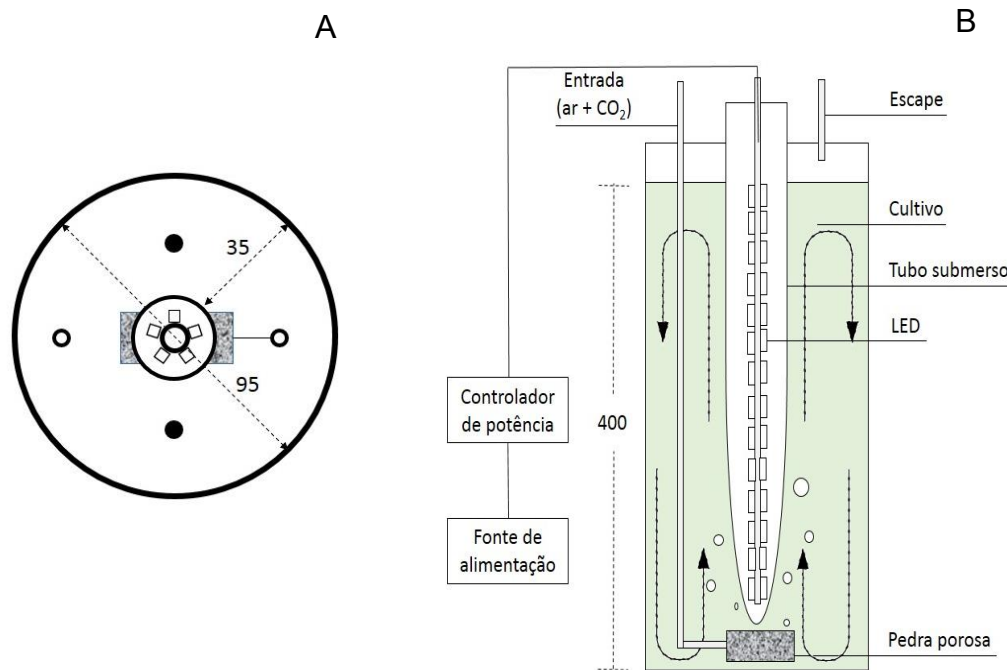 A
B
35
95
Entrada
(ar + CO₂)
Escape
Cultivo
Tubo submerso
LED
Controlador
de potência
400
Fonte de
alimentação
Pedra porosa